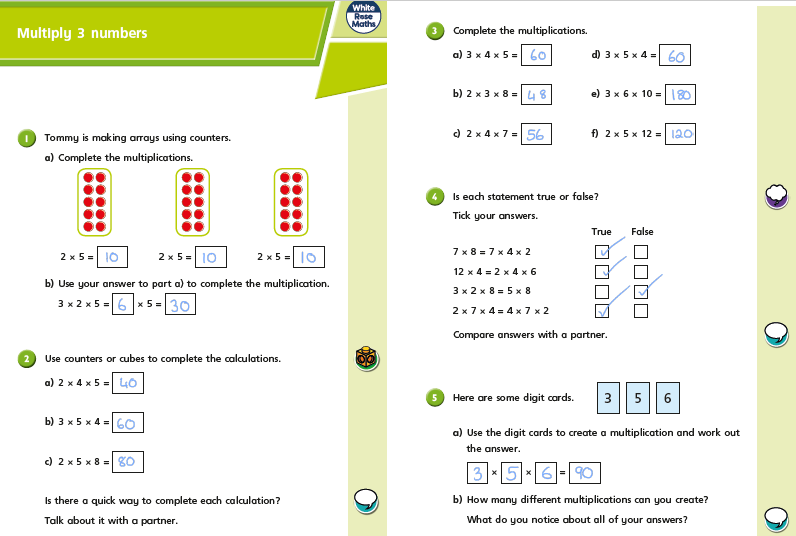 Multiply 3 numbers
White
Rose
Maths
1 Tommy is making arrays using counters.
a) Complete the multiplications.
2 × 5 = 10 2 × 5 = 10 2 × 5 = 10
b) Use your answer to part a) to complete the multiplication.
3 × 2 × 5 = 6 × 5 = 30
2 Use counters or cubes to complete the calculations.
a) 2 × 4 × 5 = 40
b) 3 × 5 × 4 = 60
c) 2 × 5 × 8 = 80
Is there a quick way to complete each calculation?
Talk about it with a partner.
3 Complete the multiplications.
a) 3 × 4 × 5 = 60 d) 3 × 5 × 4 = 60
b) 2 × 3 × 8 = 48 e) 3 × 6 × 10 = 180
c) 2 × 4 × 7 = 56 f) 2 × 5 × 12 = 120
4 Is each statement true or false?
Tick your answers.
True False
7 × 8 = 7 × 4 × 2
12 × 4 = 2 × 4 × 6
3 × 2 × 8 = 5 × 8
2 × 7 × 4 = 4 × 7 × 2
Compare answers with a partner.
5 Here are some digit cards. 3 5 6
a) Use the digit cards to create a multiplication and work out
the answer.
3 × 5 × 6 = 90
b) How many different multiplications can you create?
What do you notice about all of your answers?